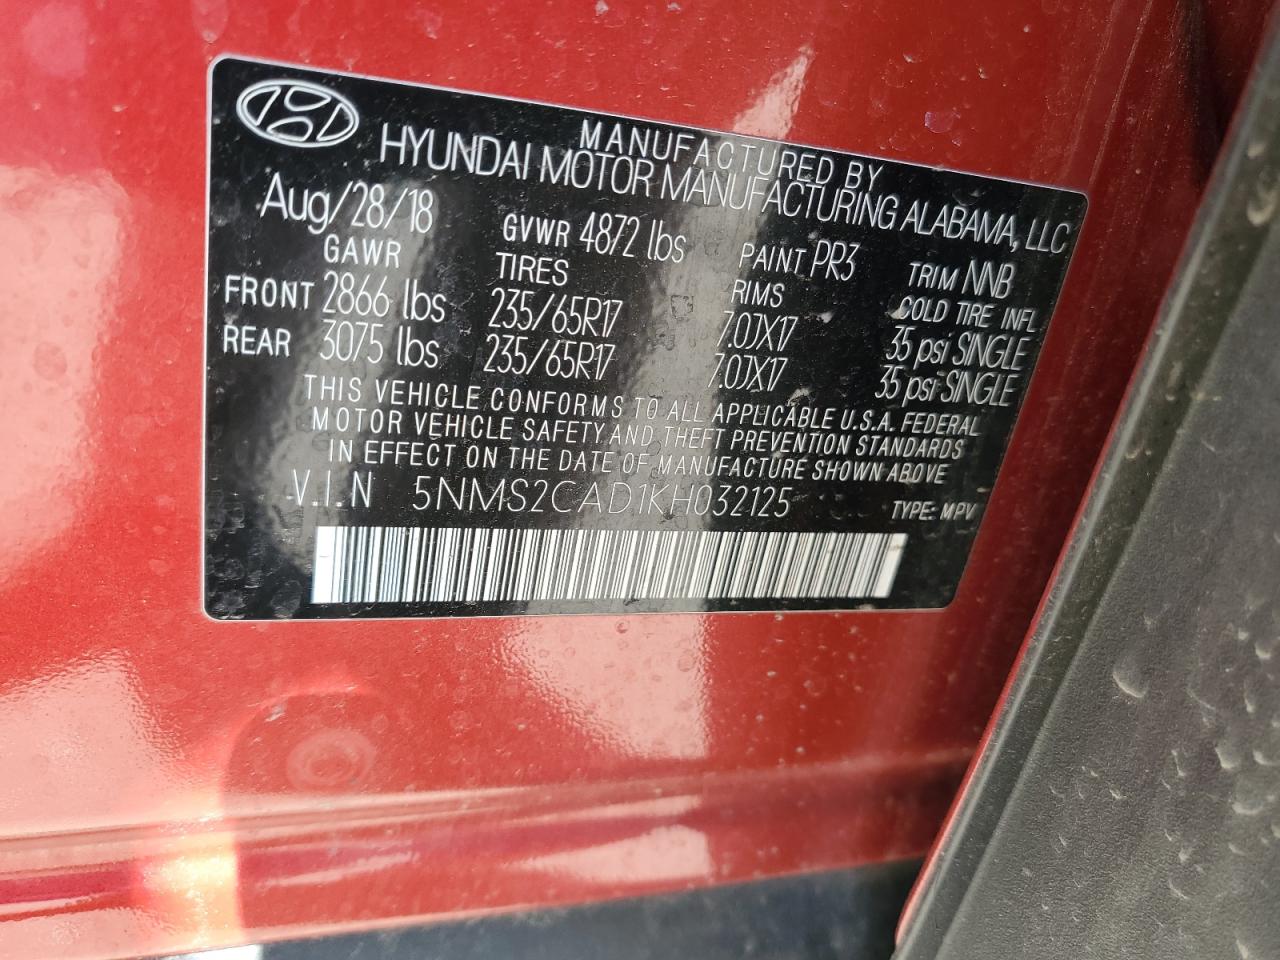 MANUFACTURED BY
HYUNDAI MOTOR MANUFACTURING ALABAMA, LLC
Aug/28/18 GVWR 4872 lbs PAINT PR3 TRIM NNB
GAWR TIRES RIMS COLD TIRE INFL
FRONT 2866 lbs 235/65R17 7.0JX17 35 psi SINGLE
REAR 3075 lbs 235/65R17 7.0JX17 35 psi SINGLE
THIS VEHICLE CONFORMS TO ALL APPLICABLE U.S.A. FEDERAL
MOTOR VEHICLE SAFETY AND THEFT PREVENTION STANDARDS
IN EFFECT ON THE DATE OF MANUFACTURE SHOWN ABOVE
V.I.N 5NMS2CAD1KH032125 TYPE: MPV